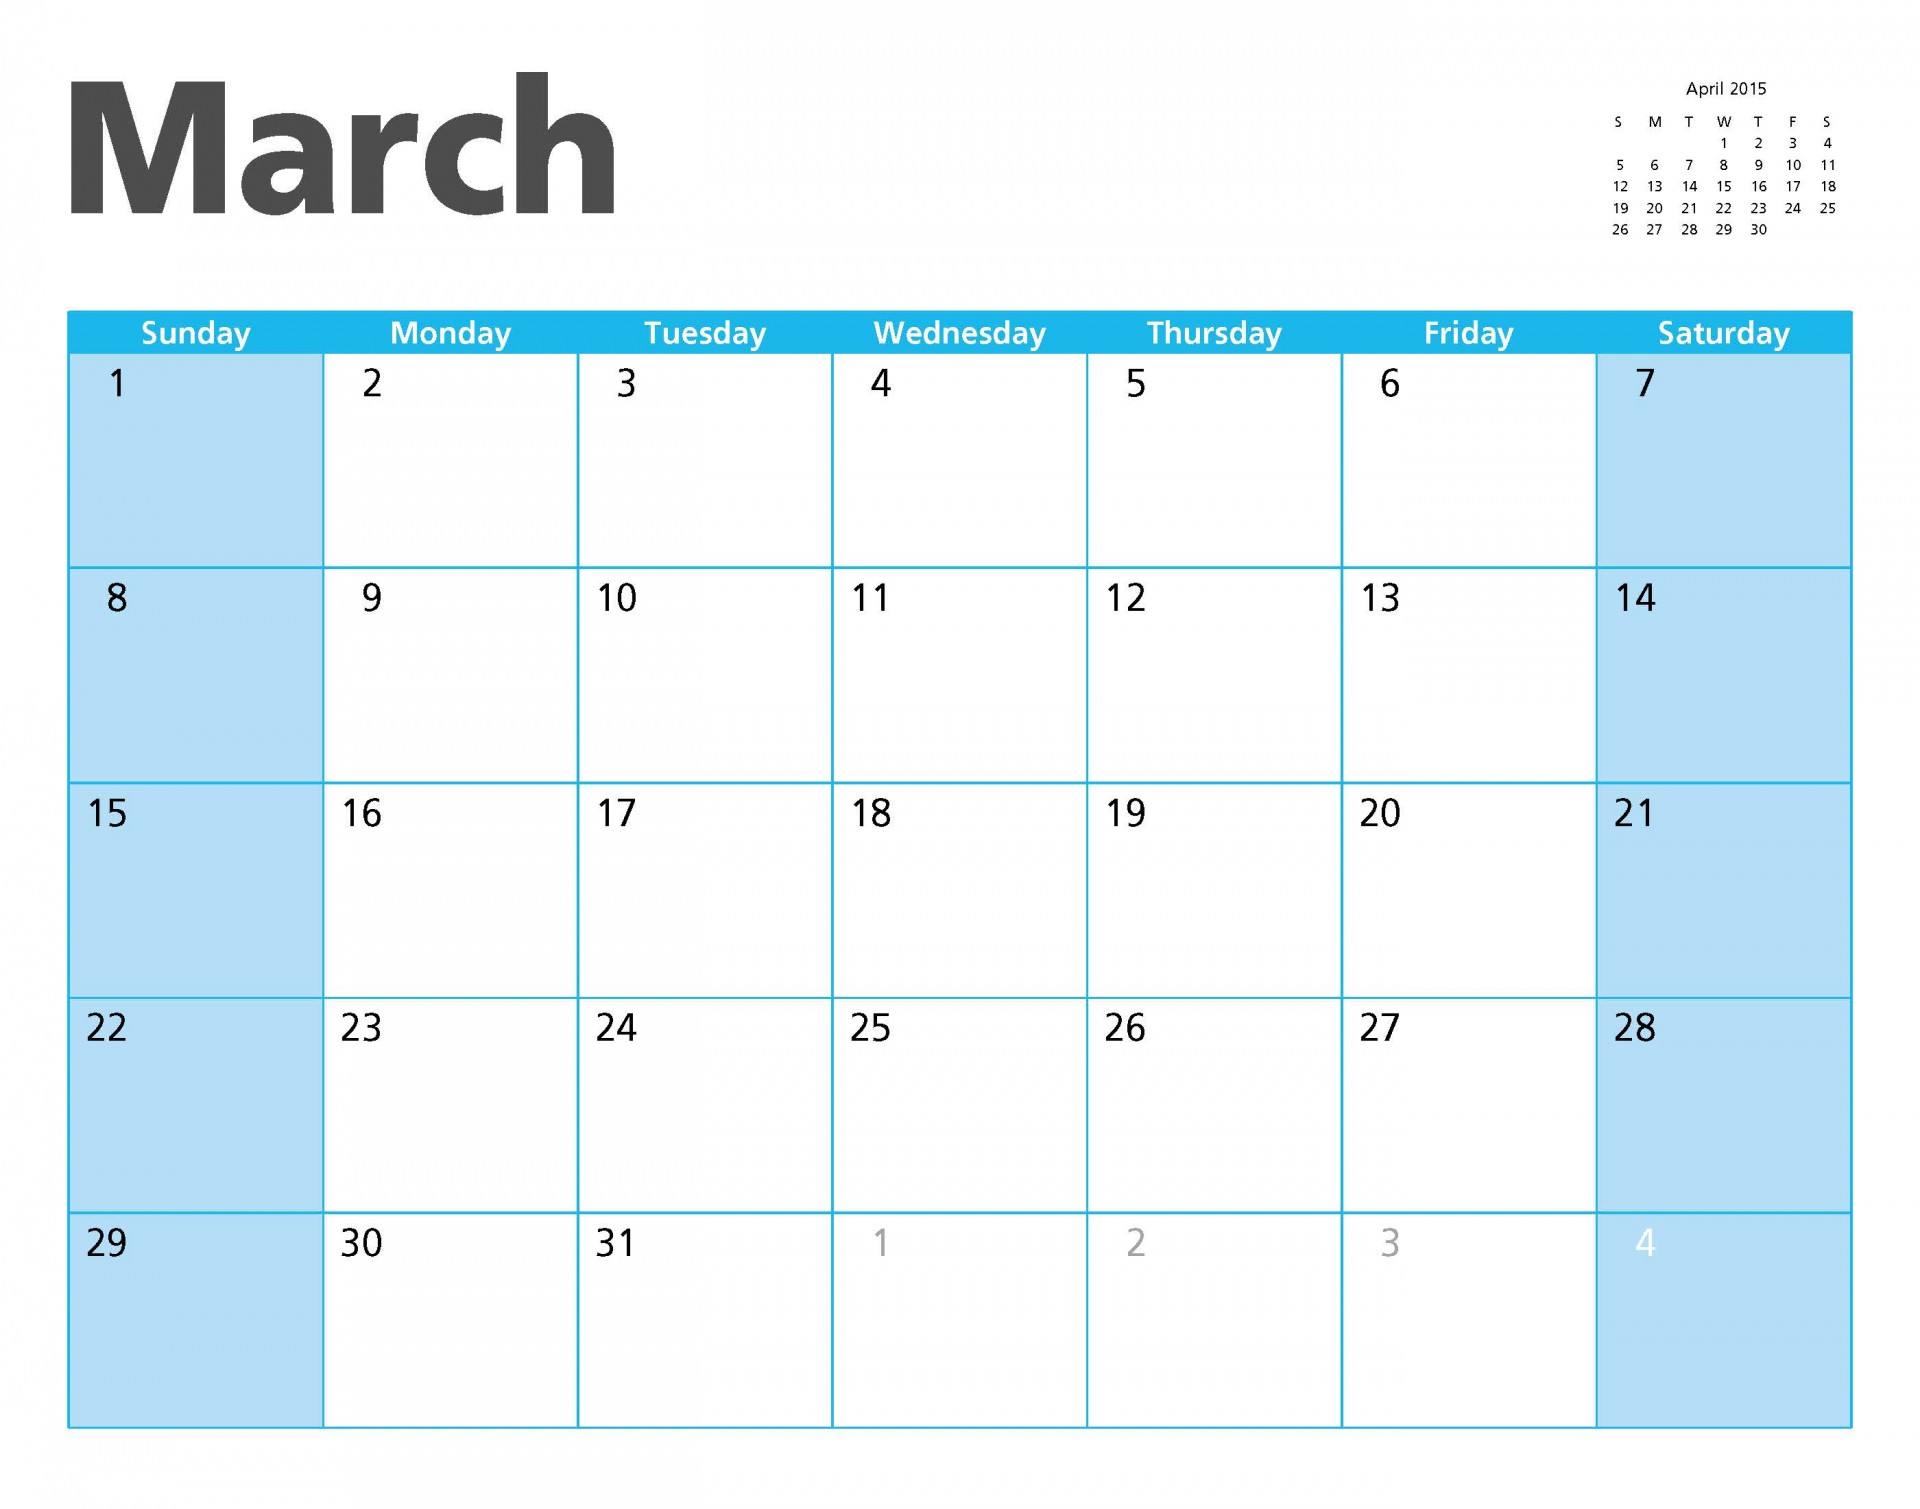 March
April 2015
S M T W T F S
1 2 3 4
5 6 7 8 9 10 11
12 13 14 15 16 17 18
19 20 21 22 23 24 25
26 27 28 29 30
Sunday Monday Tuesday Wednesday Thursday Friday Saturday
1 2 3 4 5 6 7
8 9 10 11 12 13 14
15 16 17 18 19 20 21
22 23 24 25 26 27 28
29 30 31 1 2 3 4